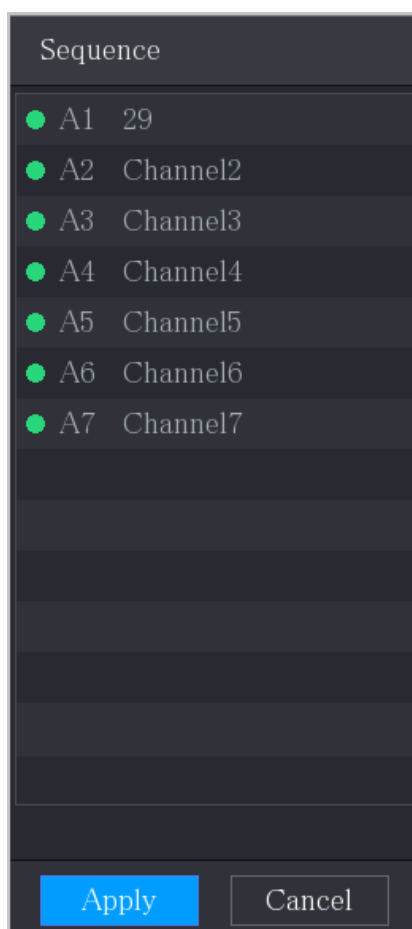 Sequence
A1 29
A2 Channel2
A3 Channel3
A4 Channel4
A5 Channel5
A6 Channel6
A7 Channel7
Apply Cancel